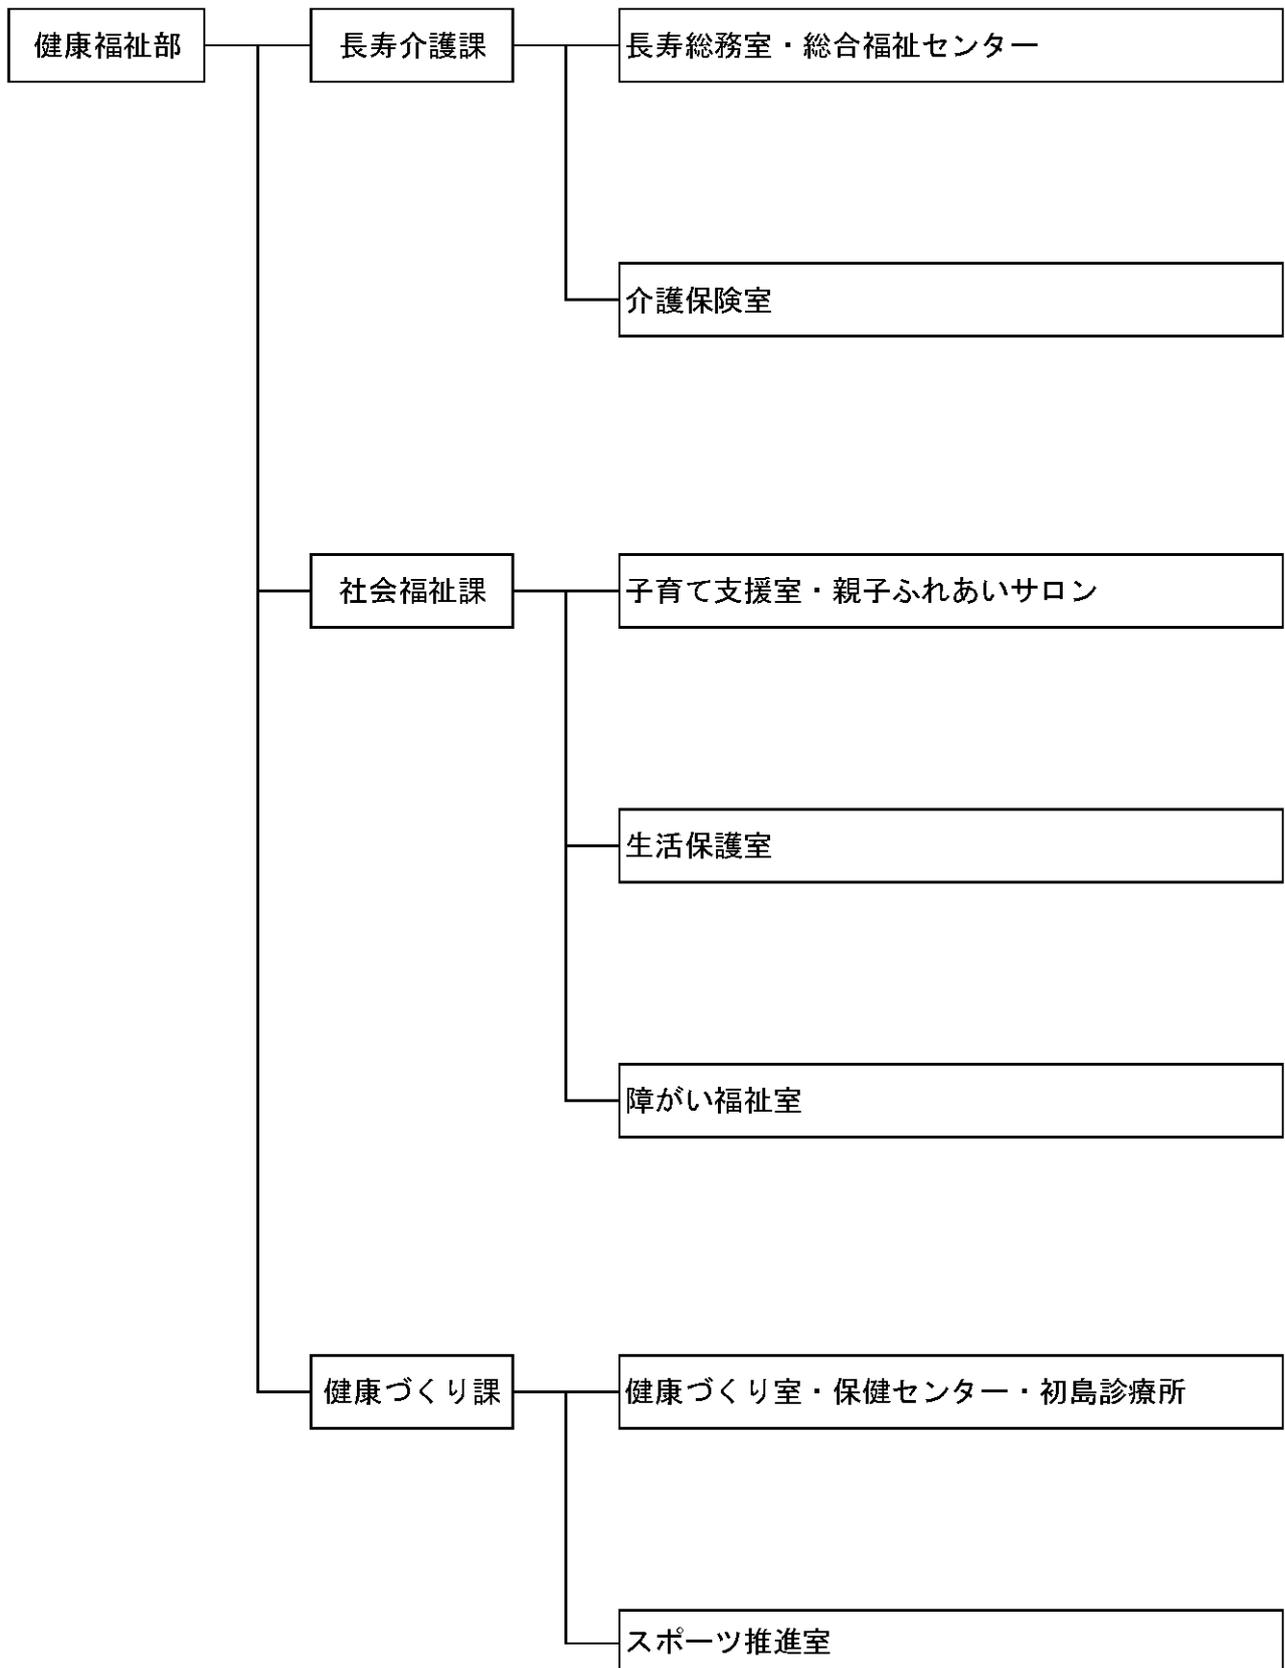 健康福祉部
長寿介護課
長寿総務室・総合福祉センター
介護保険室
社会福祉課
子育て支援室・親子ふれあいサロン
生活保護室
障がい福祉室
健康づくり課
健康づくり室・保健センター・初島診療所
スポーツ推進室